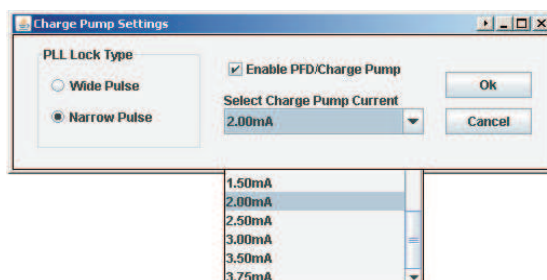 Charge Pump Settings
PLL Lock Type
Wide Pulse
Narrow Pulse
Enable PFD/Charge Pump
Select Charge Pump Current
2.00mA
Ok
Cancel
1.50mA
2.00mA
2.50mA
3.00mA
3.50mA
3.75mA